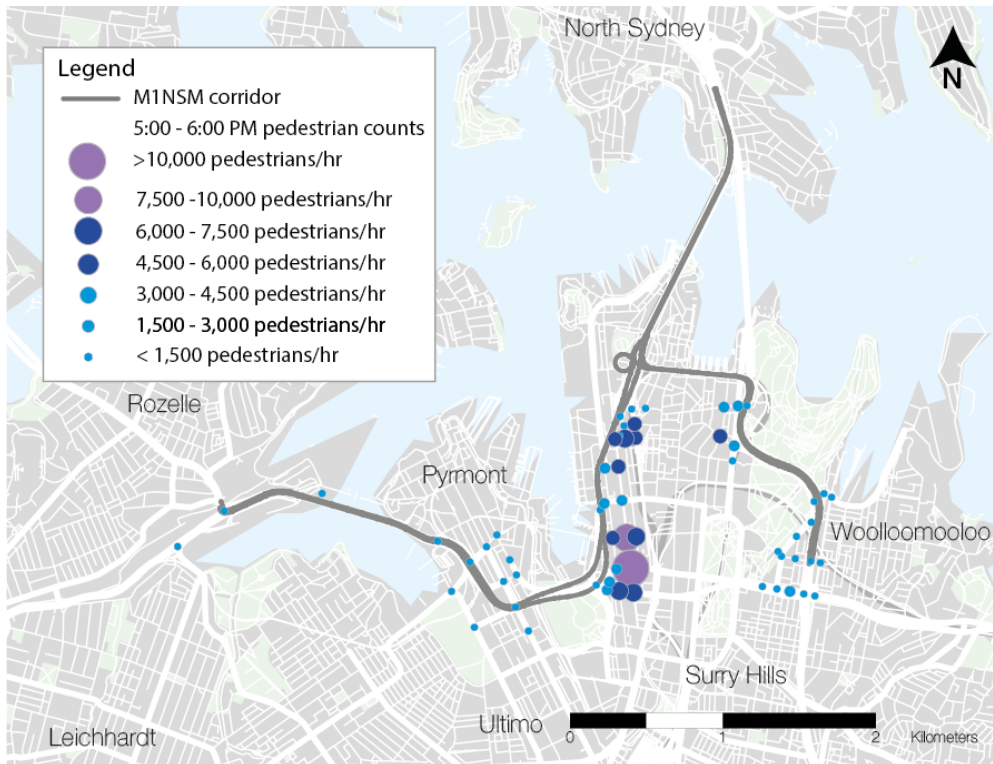 North Sydney
N
Legend
M1NSM corridor
5:00 - 6:00 PM pedestrian counts
>10,000 pedestrians/hr
7,500 -10,000 pedestrians/hr
6,000 - 7,500 pedestrians/hr
4,500 - 6,000 pedestrians/hr
3,000 - 4,500 pedestrians/hr
1,500 - 3,000 pedestrians/hr
< 1,500 pedestrians/hr
Rozelle
Pyrmont
Woolloomooloo
Surry Hills
Ultimo
Leichhardt
0 1 2 Kilometers